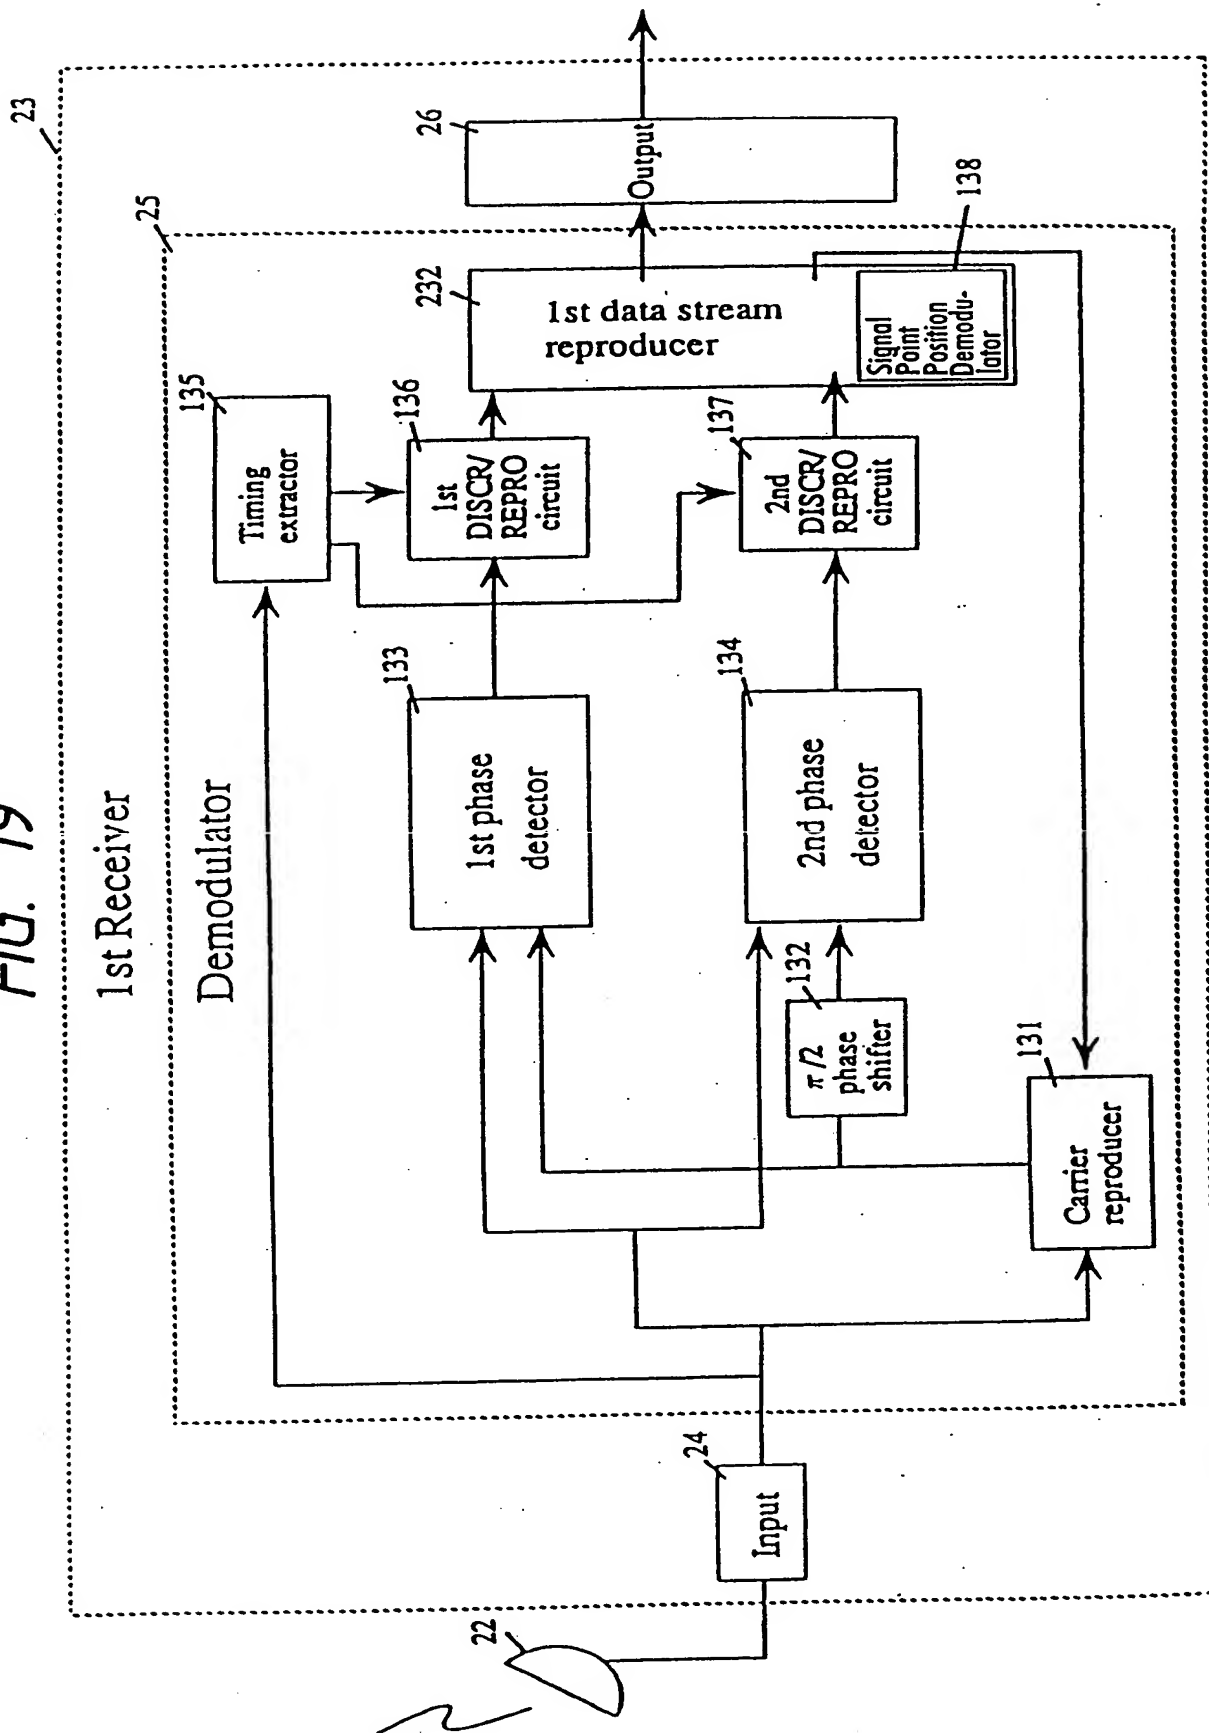 FIG. 19
23
1st Receiver
25
Demodulator
135
Timing
extractor
22
24
Input
133
1st phase
detector
136
1st
DISCR/
REPRO
circuit
232
1st data stream
reproducer
26
Output
132
π/2
phase
shifter
134
2nd phase
detector
137
2nd
DISCR/
REPRO
circuit
138
Signal
Point
Position
Demodu-
lator
131
Carrier
reproducer